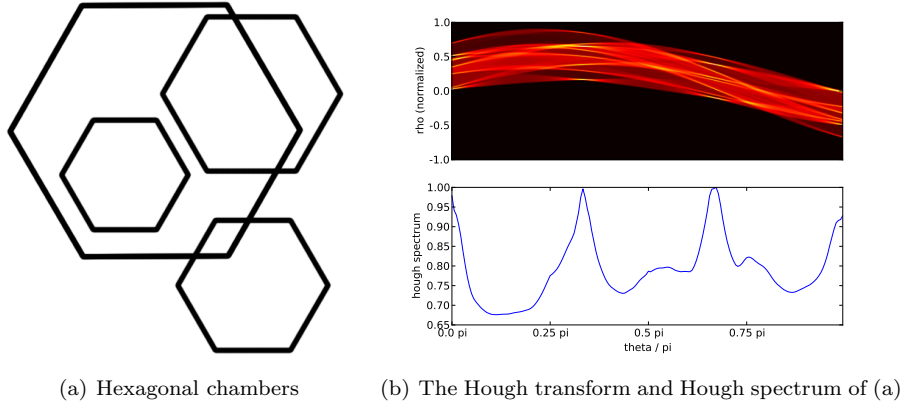 1.0
0.5
0.0
-0.5
-1.0
rho (normalized)
1.00
0.95
0.90
0.85
0.80
0.75
0.70
0.65
hough spectrum
0.0 pi 0.25 pi 0.5 pi 0.75 pi
theta / pi
(a) Hexagonal chambers
(b) The Hough transform and Hough spectrum of (a)